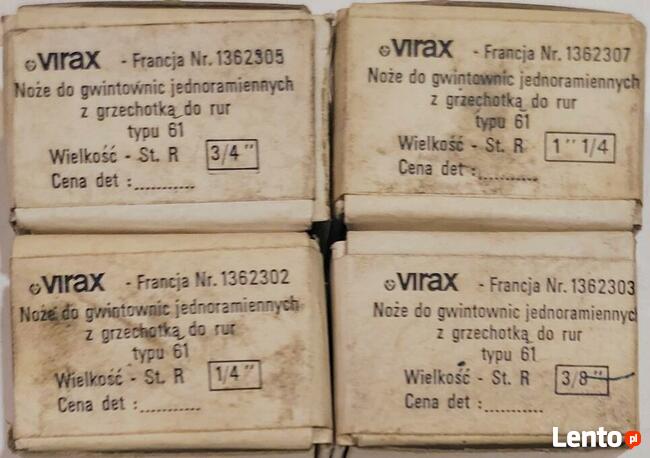 virax - Francja Nr. 1362305
Noże do gwintownic jednoramiennych
z grzechotką do rur
typu 61
Wielkość - St. R 3/4"
Cena det :...........
virax - Francja Nr. 1362307
Noże do gwintownic jednoramiennych
z grzechotką do rur
typu 61
Wielkość - St. R 1" 1/4
Cena det :...........
virax - Francja Nr. 1362302
Noże do gwintownic jednoramiennych
z grzechotką do rur
typu 61
Wielkość - St. R 1/4"
Cena det :...........
virax - Francja Nr. 1362303
Noże do gwintownic jednoramiennych
z grzechotką do rur
typu 61
Wielkość - St. R 3/8"
Cena det :...........
Lento.pl